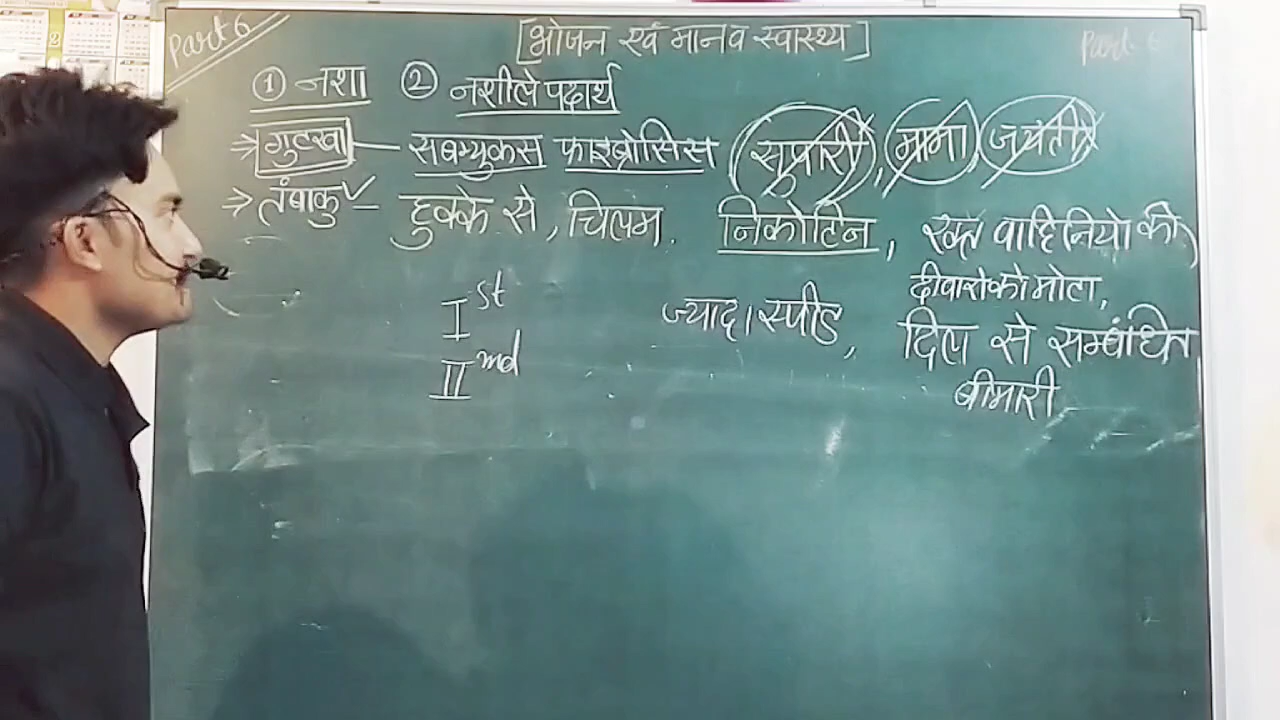 Part 6
[भोजन एवं मानव स्वास्थ्य]
Part 6
① नशा ② नशीले पदार्थ
⇒ गुटखा — सबम्युकस फाइब्रोसिस सुपारी, मामा, जयंती
⇒ तंबाकु ✓ – हुक्के से, चिलम. निकोटिन, रक्त वाहिनियो की
दीवारो को मोटा,
Iˢᵗ ज्यादा स्पीड, दिल से सम्बंधित
IIⁿᵈ बीमारी